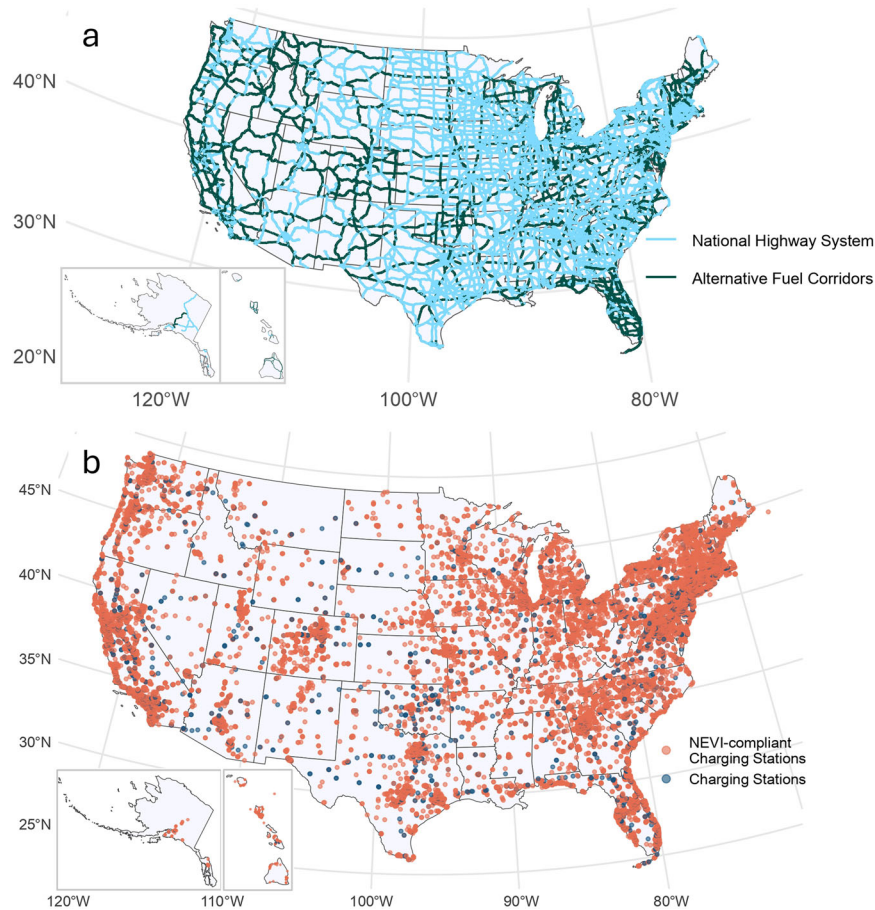 a
40°N
30°N
20°N
National Highway System
Alternative Fuel Corridors
120°W
100°W
80°W
b
45°N
40°N
35°N
30°N
25°N
NEVI-compliant
Charging Stations
Charging Stations
120°W
110°W
100°W
90°W
80°W